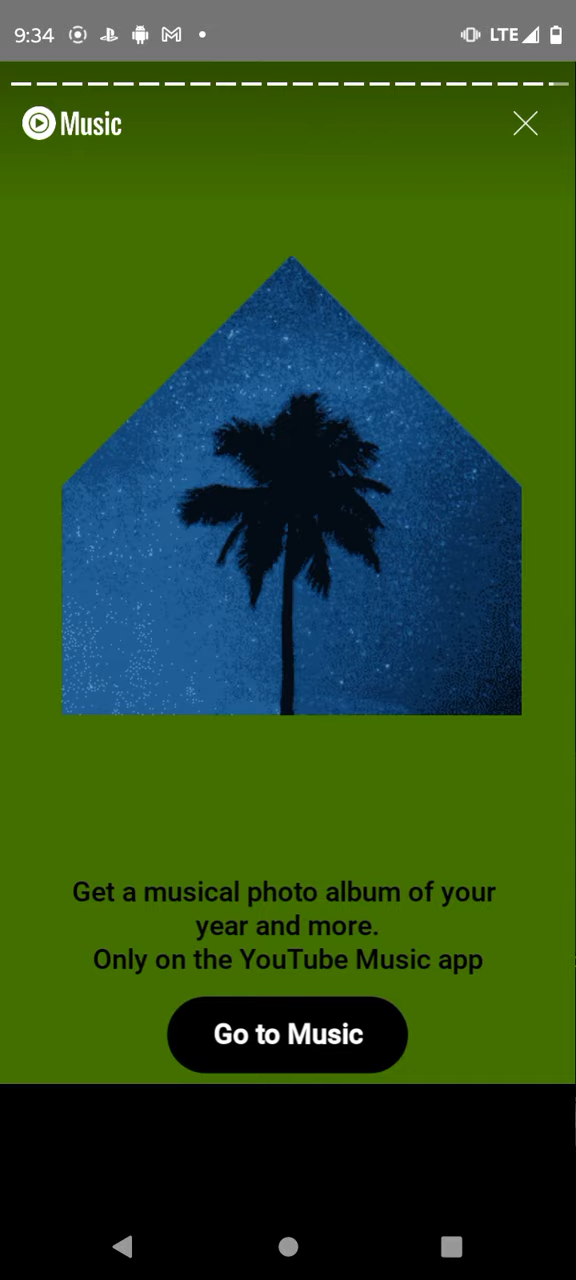 9:34
LTE
Music
Get a musical photo album of your
year and more.
Only on the YouTube Music app
Go to Music